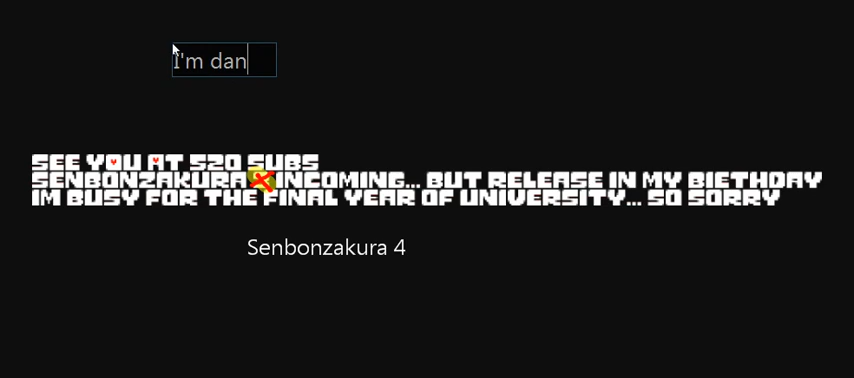 I'm dan
SEE YOU AT 520 SUBS
SENBONZAKURA INCOMING... BUT RELEASE IN MY BIETHDAY
IM BUSY FOR THE FINAL YEAR OF UNIVERSITY... SO SORRY
Senbonzakura 4